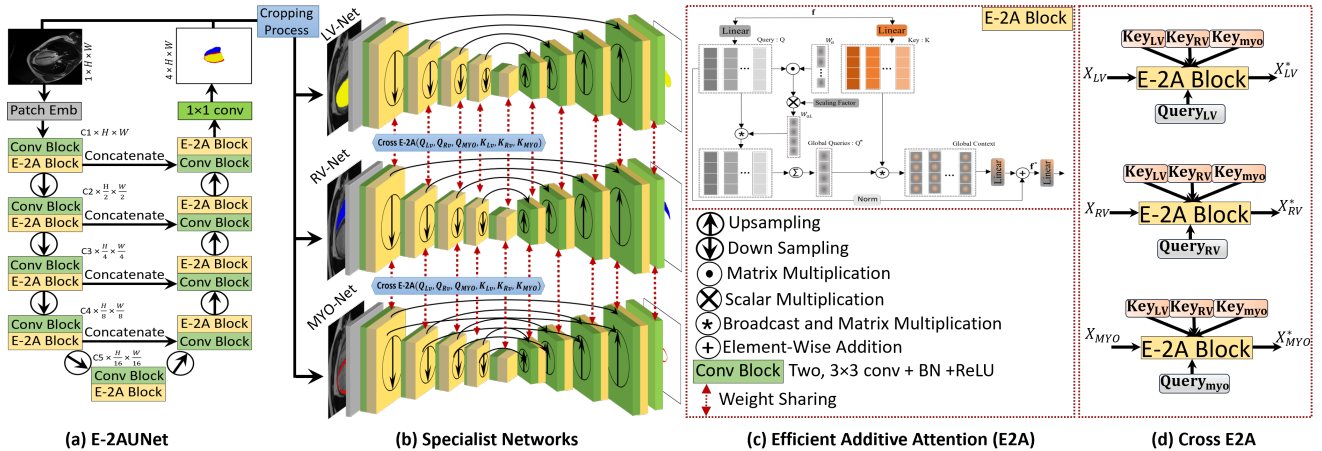 1 × H × W
Patch Emb
C1 × H × W
Conv Block
E-2A Block
Concatenate
C2 × H/2 × W/2
Conv Block
E-2A Block
Concatenate
C3 × H/4 × W/4
Conv Block
E-2A Block
Concatenate
C4 × H/8 × W/8
Conv Block
E-2A Block
Concatenate
C5 × H/16 × W/16
Conv Block
E-2A Block
4 × H × W
1×1 conv
E-2A Block
Conv Block
E-2A Block
Conv Block
E-2A Block
Conv Block
E-2A Block
Conv Block
(a) E-2AUNet
Cropping
Process
LV-Net
Cross E-2A(Q_Lv, Q_Rv, Q_MYO, K_Lv, K_Rv, K_MYO)
RV-Net
Cross E-2A(Q_Lv, Q_Rv, Q_MYO, K_Lv, K_Rv, K_MYO)
MYO-Net
(b) Specialist Networks
E-2A Block
f
Linear
Linear
Query : Q
W_a
Key : K
...
...
Scaling Factor
W_aL
Global Queries : Q*
Global Context
Σ
Linear
f*
Linear
Norm
Upsampling
Down Sampling
Matrix Multiplication
Scalar Multiplication
Broadcast and Matrix Multiplication
Element-Wise Addition
Conv Block Two, 3×3 conv + BN +ReLU
Weight Sharing
(c) Efficient Additive Attention (E2A)
Key_LV Key_RV Key_myo
X_LV E-2A Block X*_LV
Query_LV
Key_LV Key_RV Key_myo
X_RV E-2A Block X*_RV
Query_RV
Key_LV Key_RV Key_myo
X_MYO E-2A Block X*_MYO
Query_myo
(d) Cross E2A